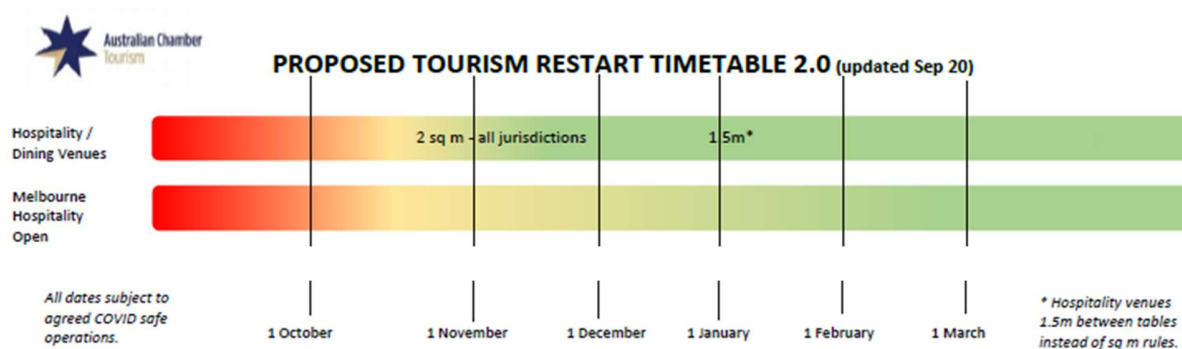 Australian Chamber
Tourism
PROPOSED TOURISM RESTART TIMETABLE 2.0 (updated Sep 20)
Hospitality /
Dining Venues
2 sq m - all jurisdictions
1.5m*
Melbourne
Hospitality
Open
All dates subject to
agreed COVID safe
operations.
1 October
1 November
1 December
1 January
1 February
1 March
* Hospitality venues
1.5m between tables
instead of sq m rules.